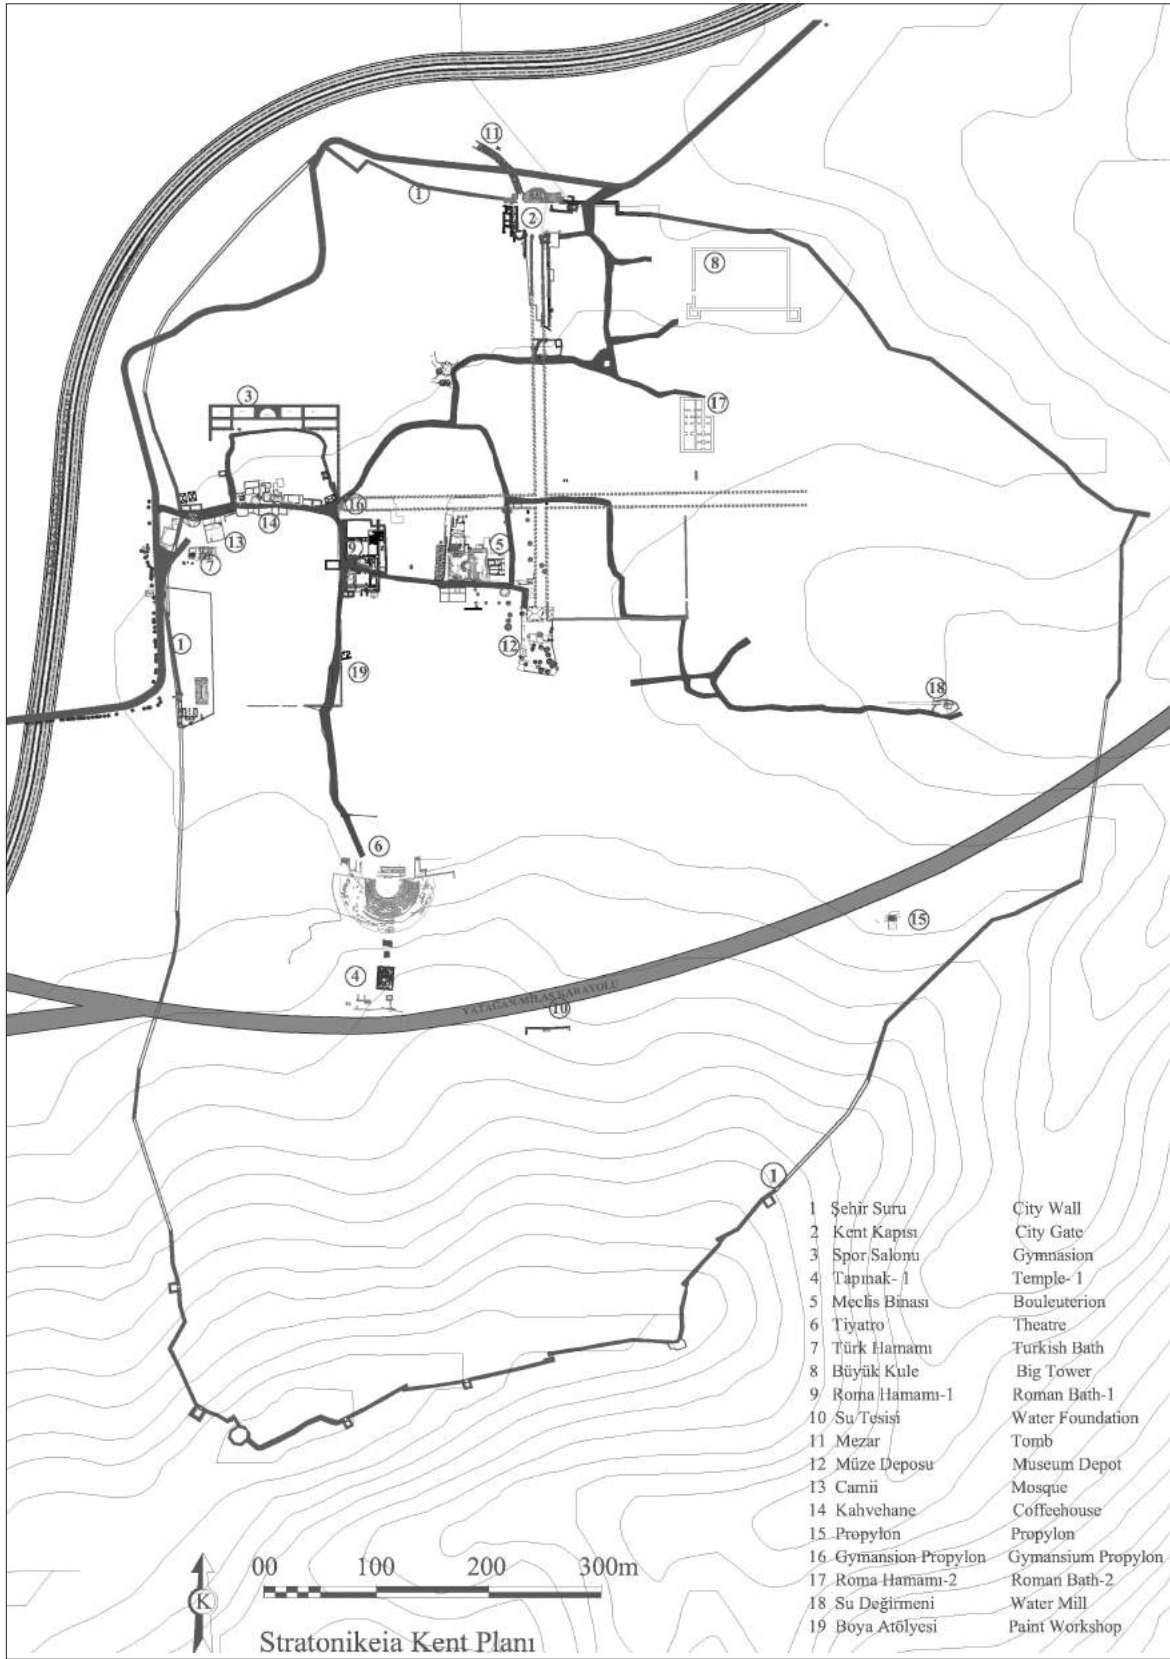 11
1
2
8
3
17
16
14
5
9
13
7
12
1
19
18
6
15
4
YATAĞAN-MİLAS KARAYOLU
10
1
1 Şehir Suru City Wall
2 Kent Kapısı City Gate
3 Spor Salonu Gymnasion
4 Tapınak- 1 Temple- 1
5 Meclis Binası Bouleuterion
6 Tiyatro Theatre
7 Türk Hamamı Turkish Bath
8 Büyük Kule Big Tower
9 Roma Hamamı-1 Roman Bath-1
10 Su Tesisi Water Foundation
11 Mezar Tomb
12 Müze Deposu Museum Depot
13 Camii Mosque
14 Kahvehane Coffeehouse
15 Propylon Propylon
16 Gymansion Propylon Gymansium Propylon
17 Roma Hamamı-2 Roman Bath-2
18 Su Değirmeni Water Mill
19 Boya Atölyesi Paint Workshop
00 100 200 300m
K
Stratonikeia Kent Planı